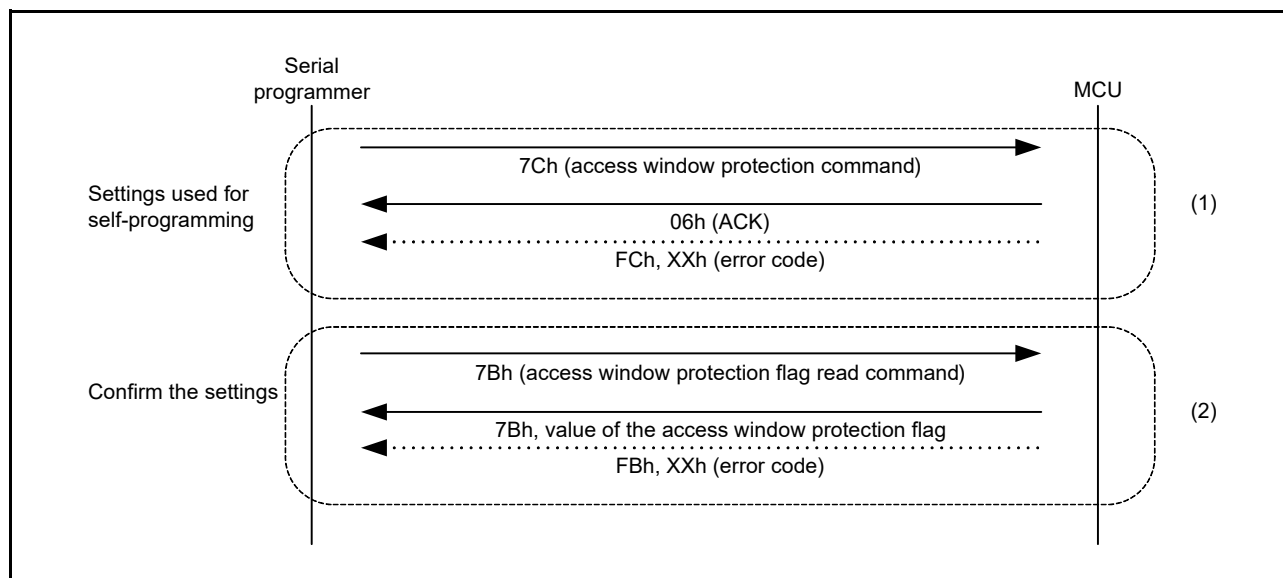 Serial
programmer
MCU
7Ch (access window protection command)
Settings used for
self-programming
06h (ACK)
(1)
FCh, XXh (error code)
7Bh (access window protection flag read command)
Confirm the settings
7Bh, value of the access window protection flag
(2)
FBh, XXh (error code)